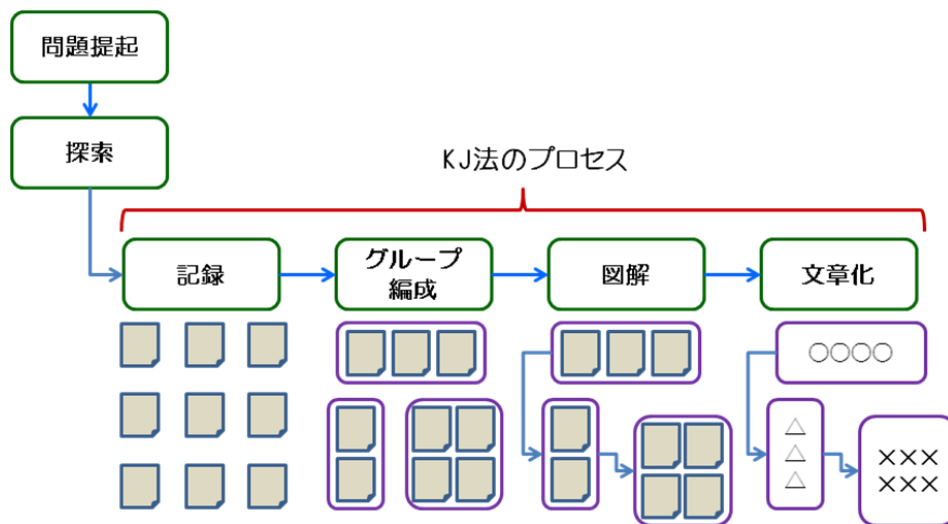 問題提起
探索
KJ法のプロセス
記録
グループ
編成
図解
文章化
○○○○
△
△
△
×××
×××